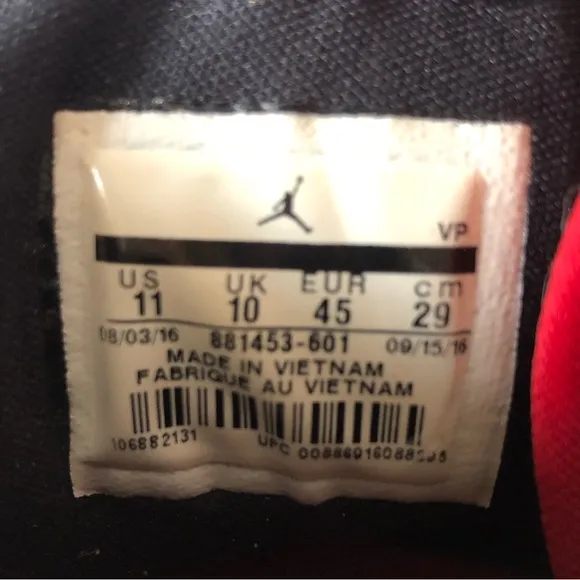 VP
US UK EUR cm
11 10 45 29
08/03/16 881453-601 09/15/16
MADE IN VIETNAM
FABRIQUE AU VIETNAM
106882131
UPC